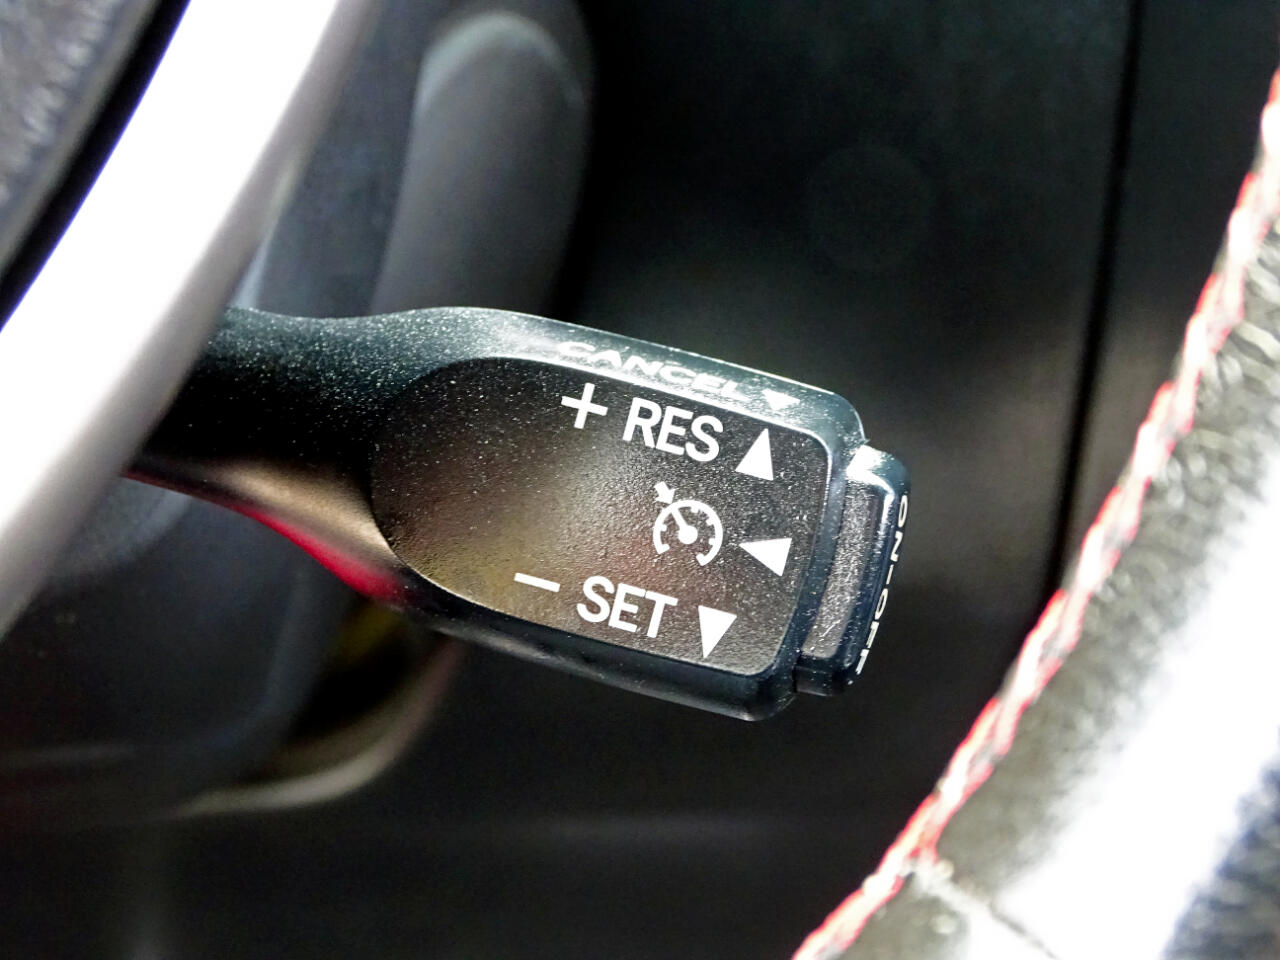 CANCEL
+ RES
- SET
ON-OFF